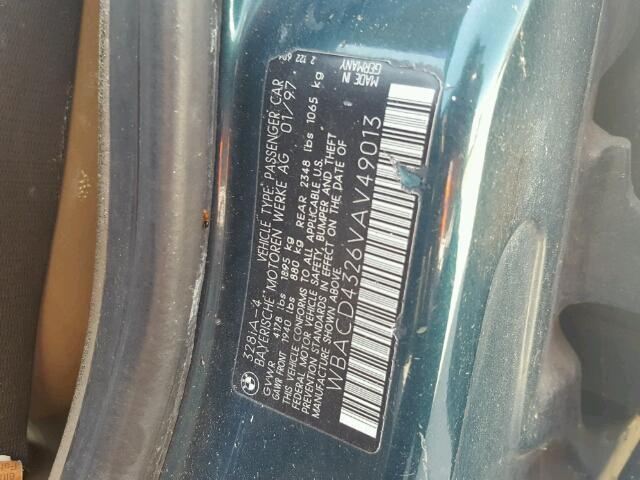 328iA 4 VEHICLE TYPE: PASSENGER CAR
BAYERISCHE MOTOREN WERKE AG 01/97
GVWR 4178 lbs 1895 kg
GAWR FRONT 1940 lbs 880 kg REAR 2348 lbs 1065 kg
THIS VEHICLE CONFORMS TO ALL APPLICABLE U.S.
FEDERAL MOTOR VEHICLE SAFETY, BUMPER AND THEFT
PREVENTION STANDARDS IN EFFECT ON THE DATE OF
MANUFACTURE SHOWN ABOVE.
WBACD4326VAV49013
MADE IN
GERMANY